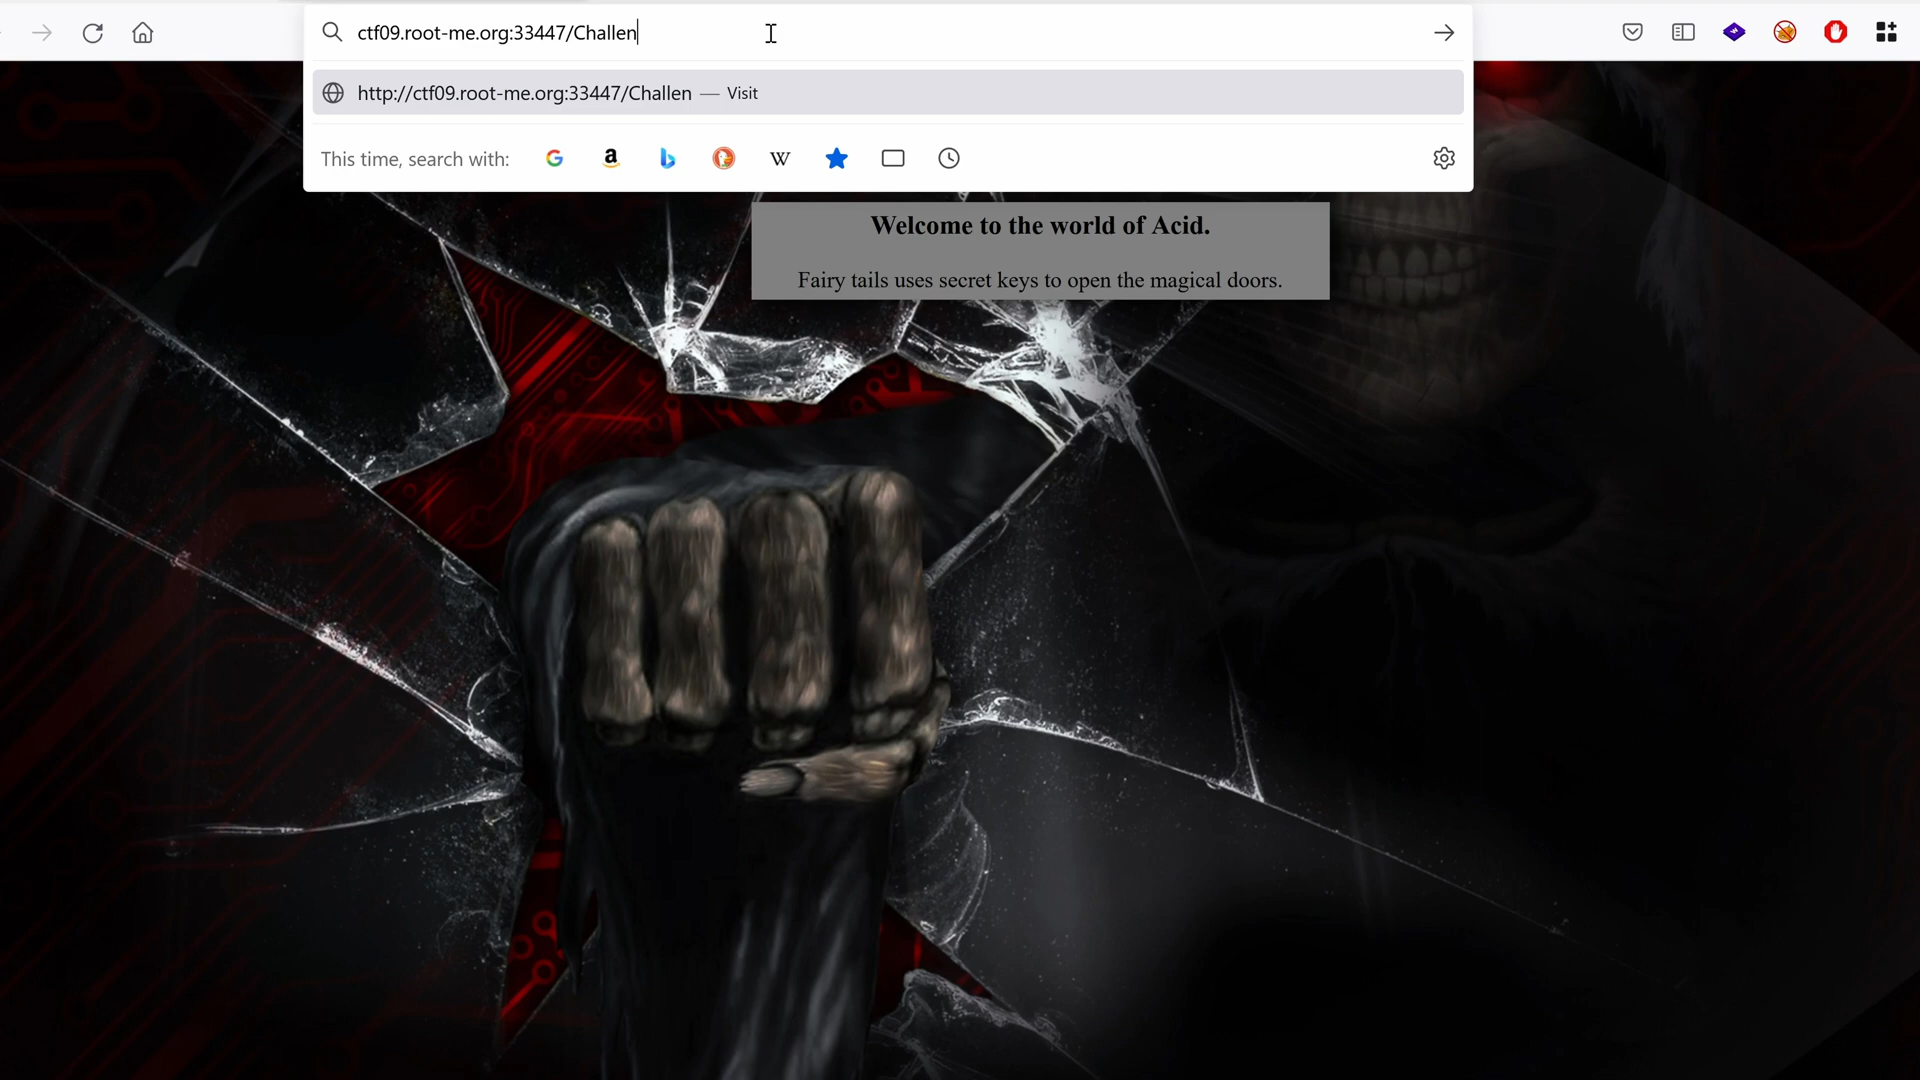 ctf09.root-me.org:33447/Challen
http://ctf09.root-me.org:33447/Challen — Visit
This time, search with:
Welcome to the world of Acid.
Fairy tails uses secret keys to open the magical doors.